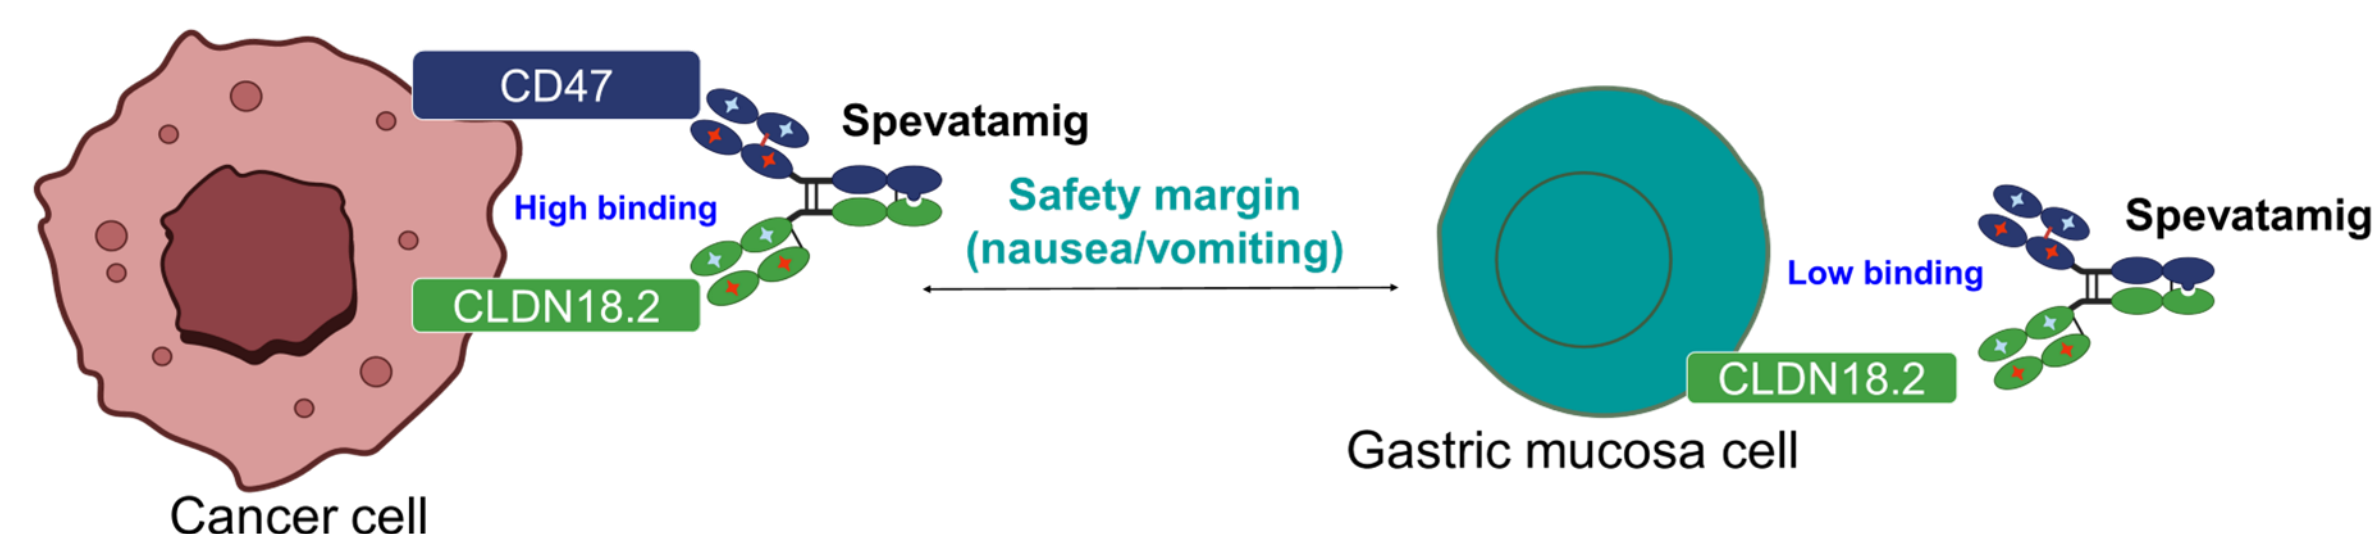 CD47
Spevatamig
High binding
CLDN18.2
Cancer cell
Safety margin
(nausea/vomiting)
Spevatamig
Low binding
CLDN18.2
Gastric mucosa cell